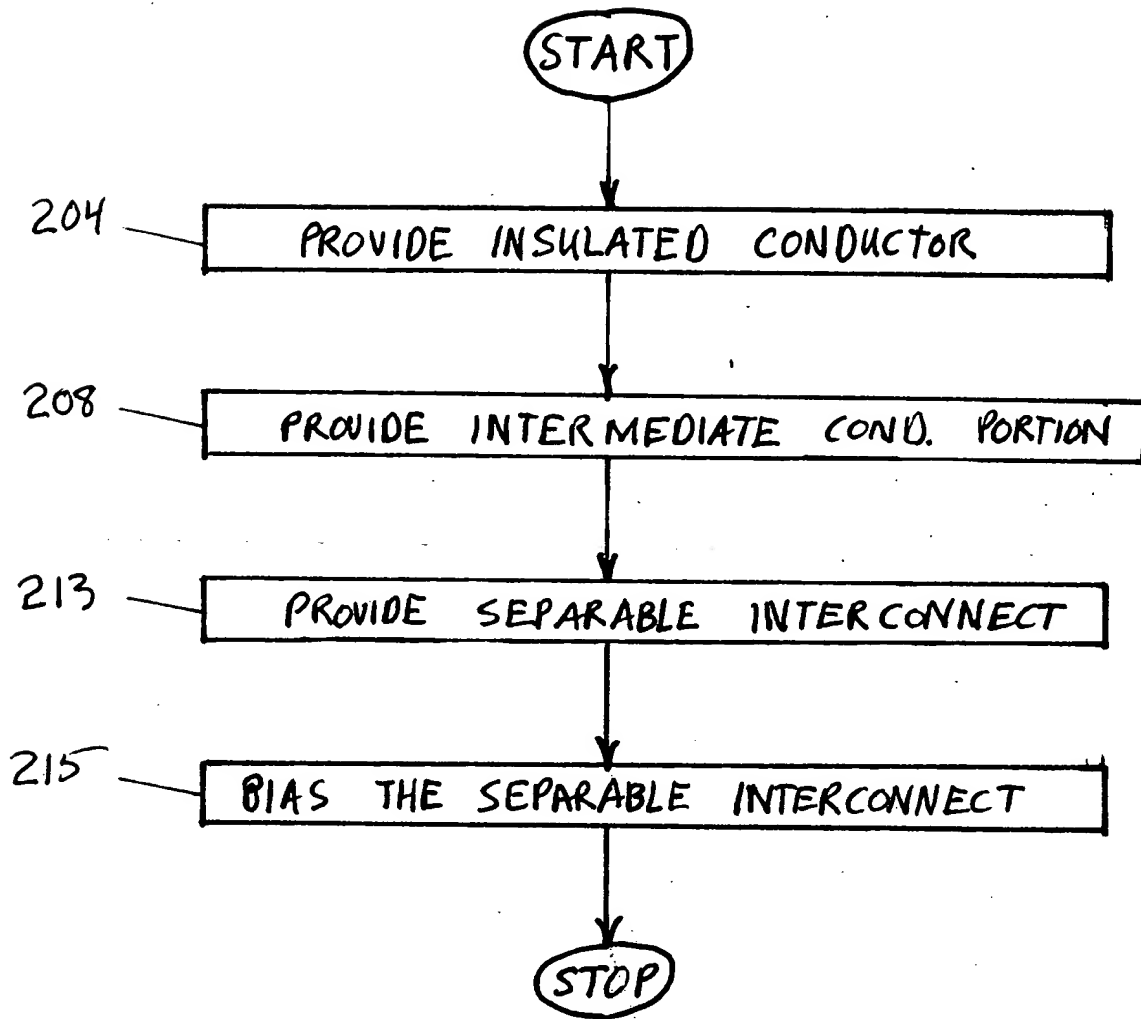 START
204
PROVIDE INSULATED CONDUCTOR
208
PROVIDE INTERMEDIATE COND. PORTION
213
PROVIDE SEPARABLE INTERCONNECT
215
BIAS THE SEPARABLE INTERCONNECT
STOP